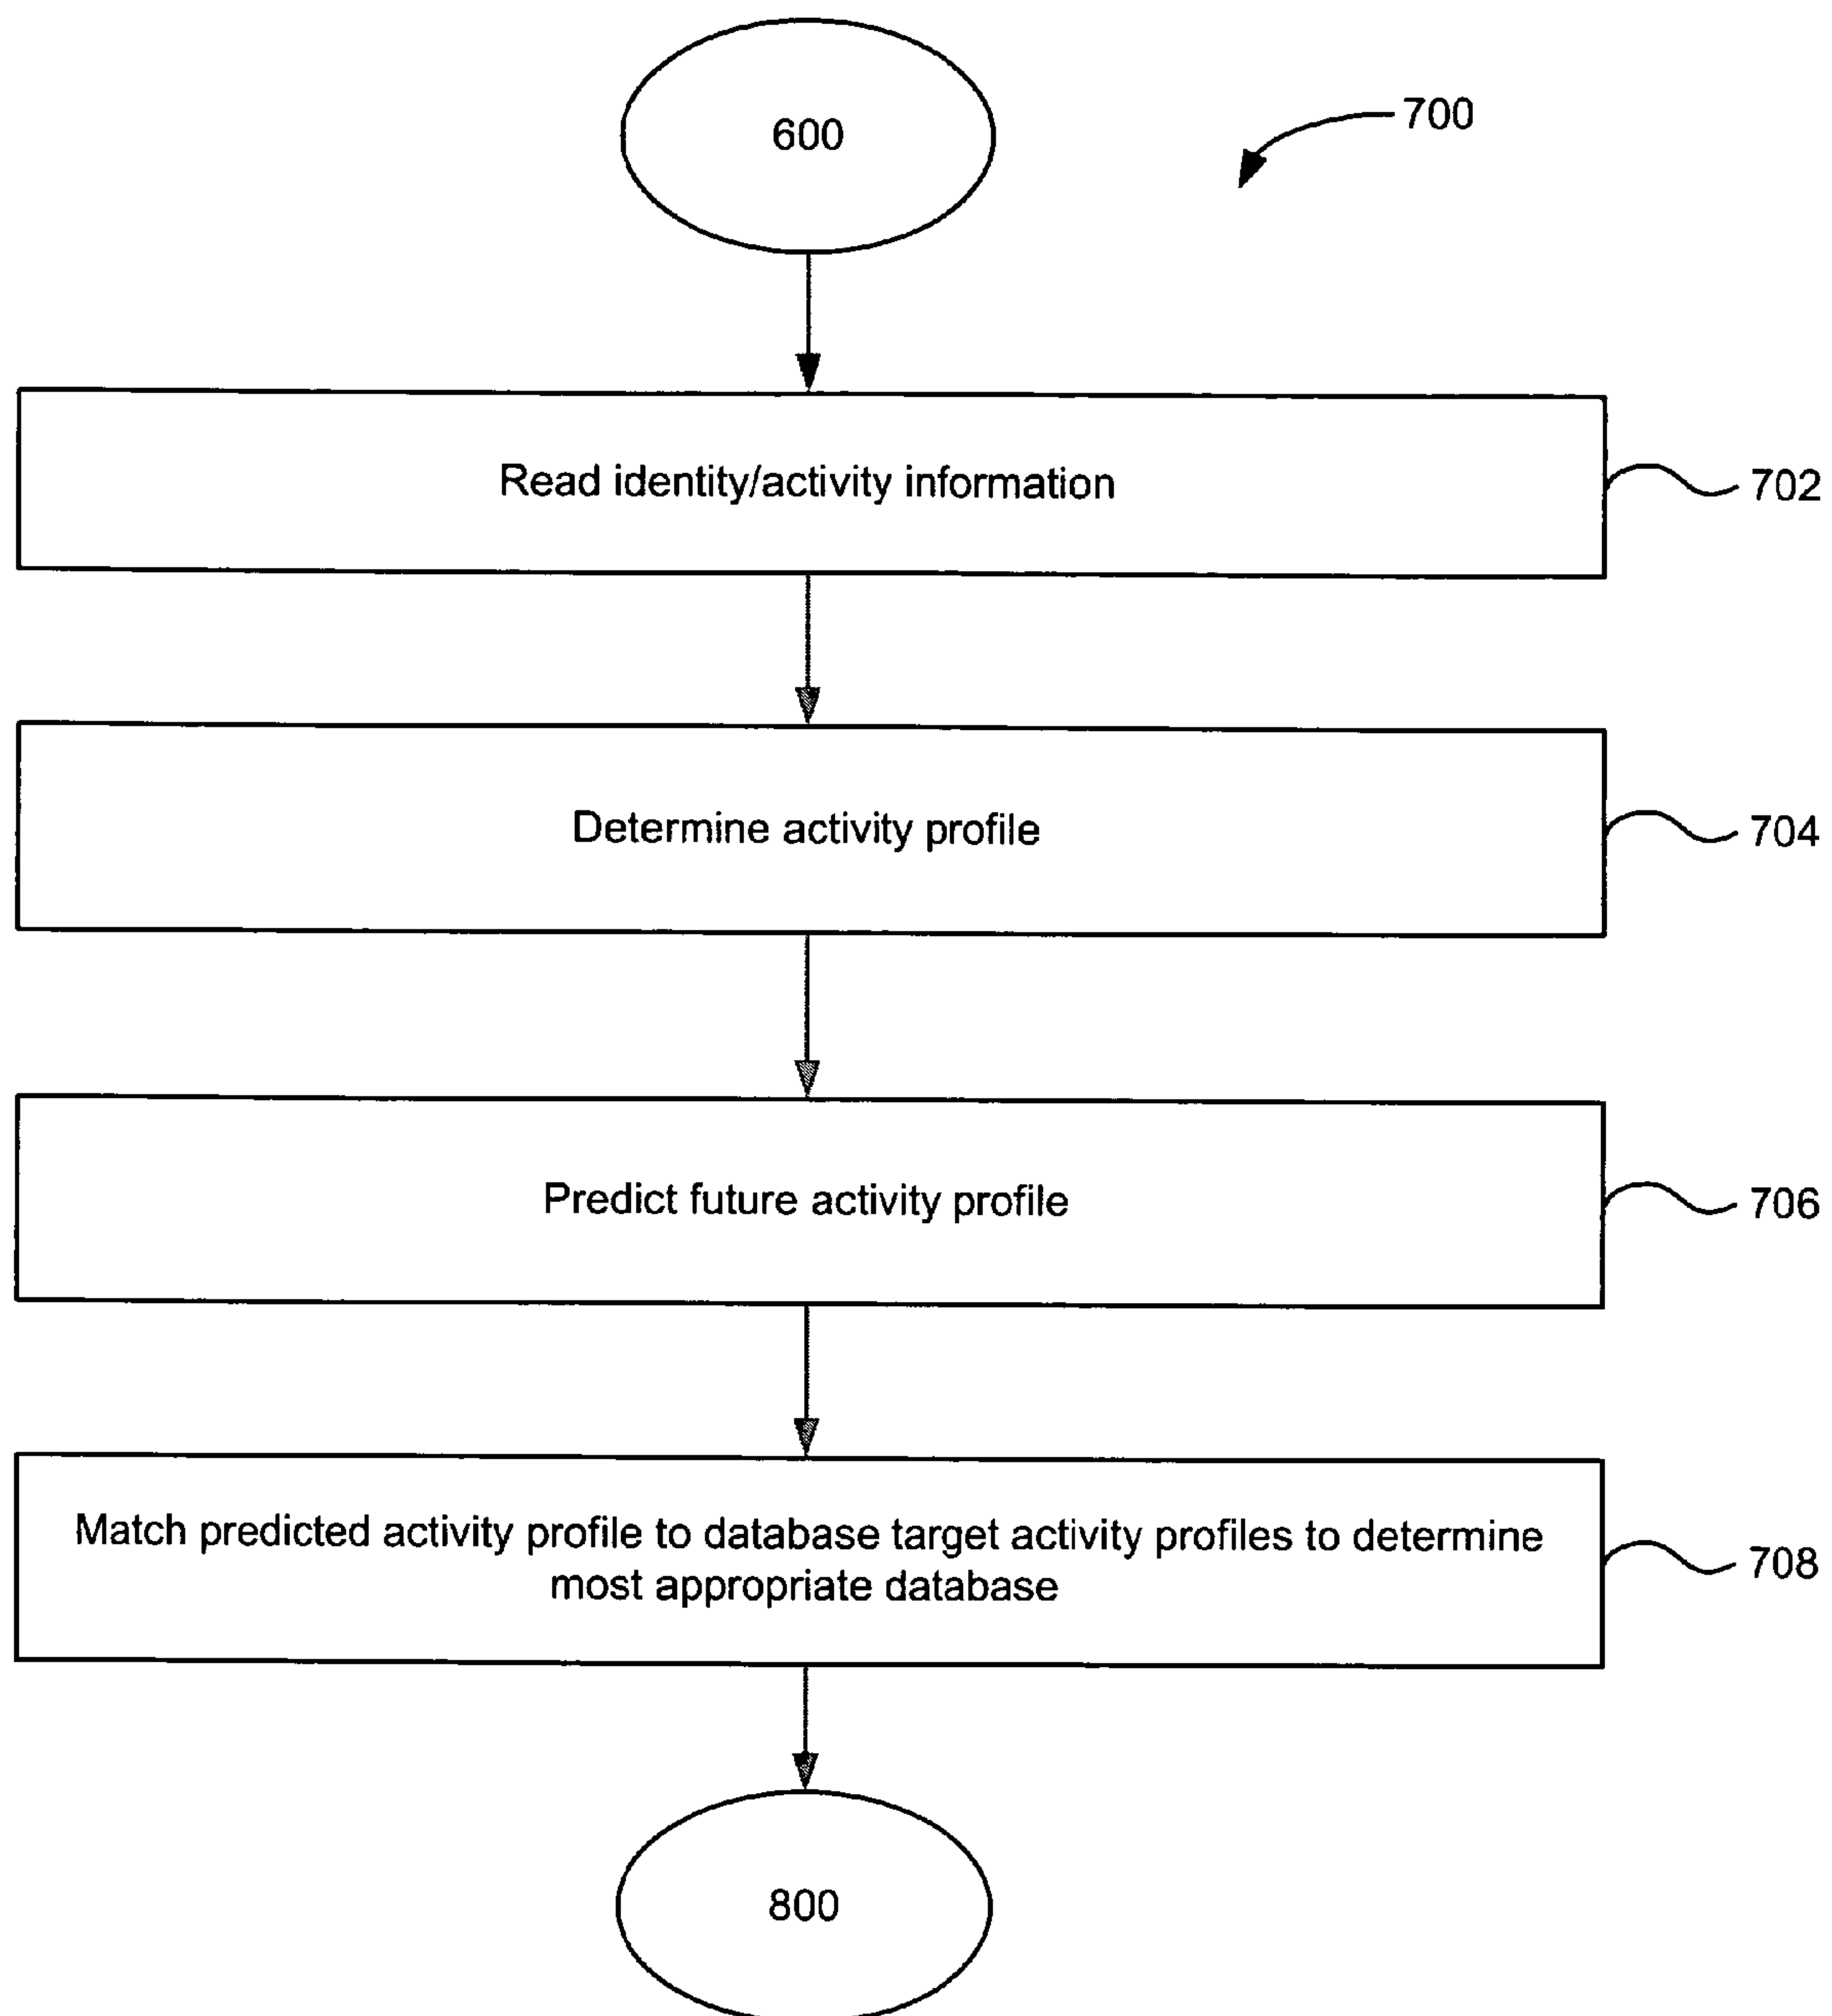 600
700
Read identity/activity information
702
Determine activity profile
704
Predict future activity profile
706
Match predicted activity profile to database target activity profiles to determine
most appropriate database
708
800